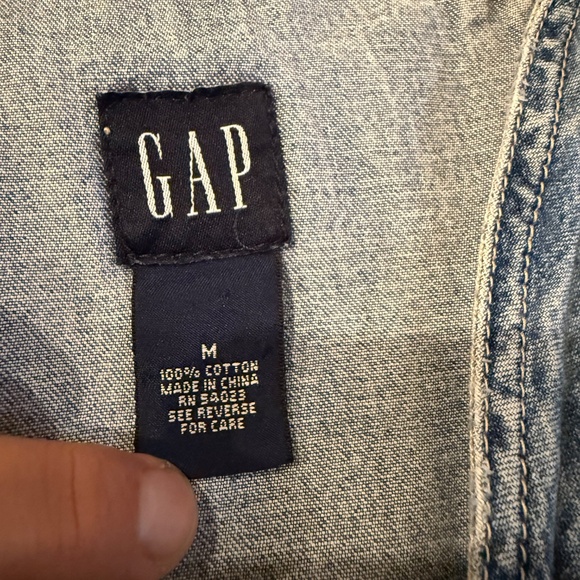 GAP
M
100% COTTON
MADE IN CHINA
RN 54023
SEE REVERSE
FOR CARE